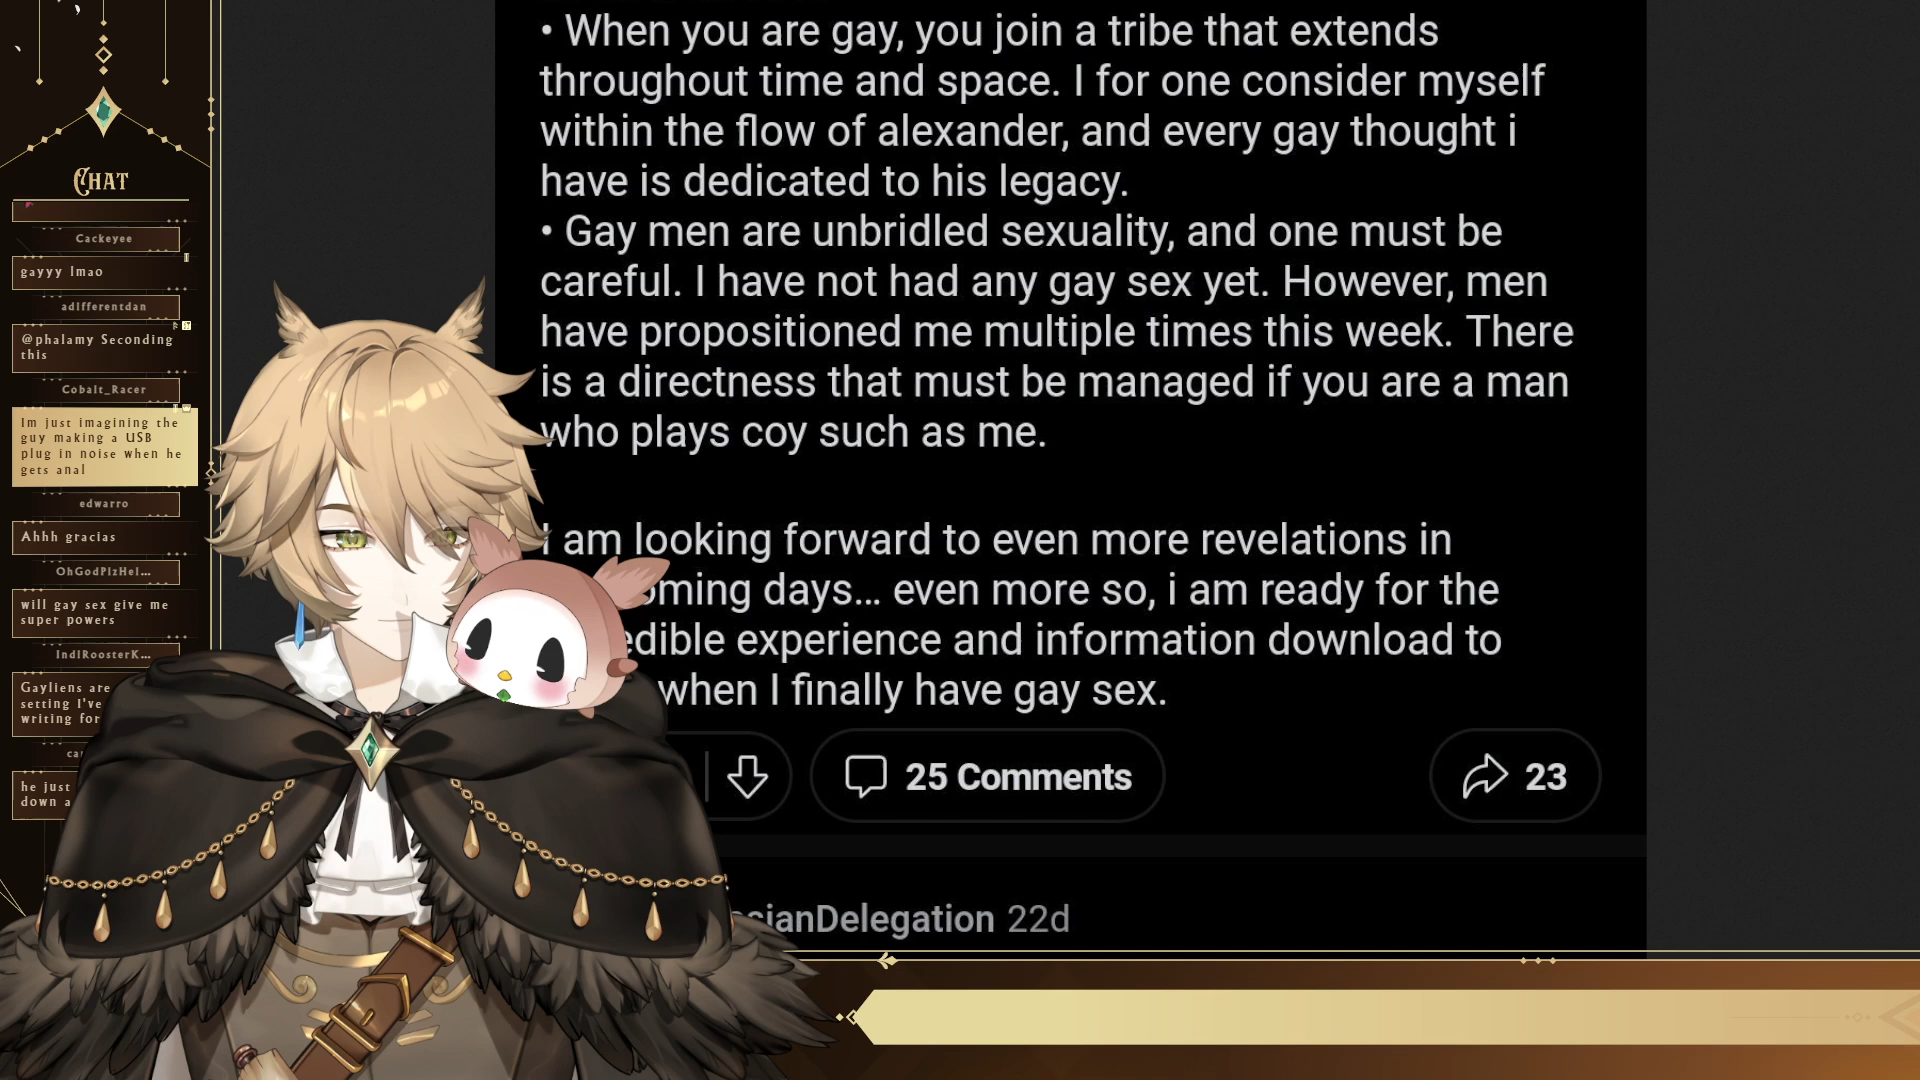 CHAT
Cackeyee
gayyy lmao
adifferentdan
@phalamy Seconding
this
Cobalt_Racer
Im just imagining the
guy making a USB
plug in noise when he
gets anal
edwarro
Ahhh gracias
OhGodPlzHel...
will gay sex give me
super powers
IndiRoosterK...
Gayliens are
setting I've
writing for
he just
down a
• When you are gay, you join a tribe that extends
throughout time and space. I for one consider myself
within the flow of alexander, and every gay thought i
have is dedicated to his legacy.
• Gay men are unbridled sexuality, and one must be
careful. I have not had any gay sex yet. However, men
have propositioned me multiple times this week. There
is a directness that must be managed if you are a man
who plays coy such as me.
I am looking forward to even more revelations in
oming days... even more so, i am ready for the
edible experience and information download to
when I finally have gay sex.
25 Comments
23
sianDelegation 22d